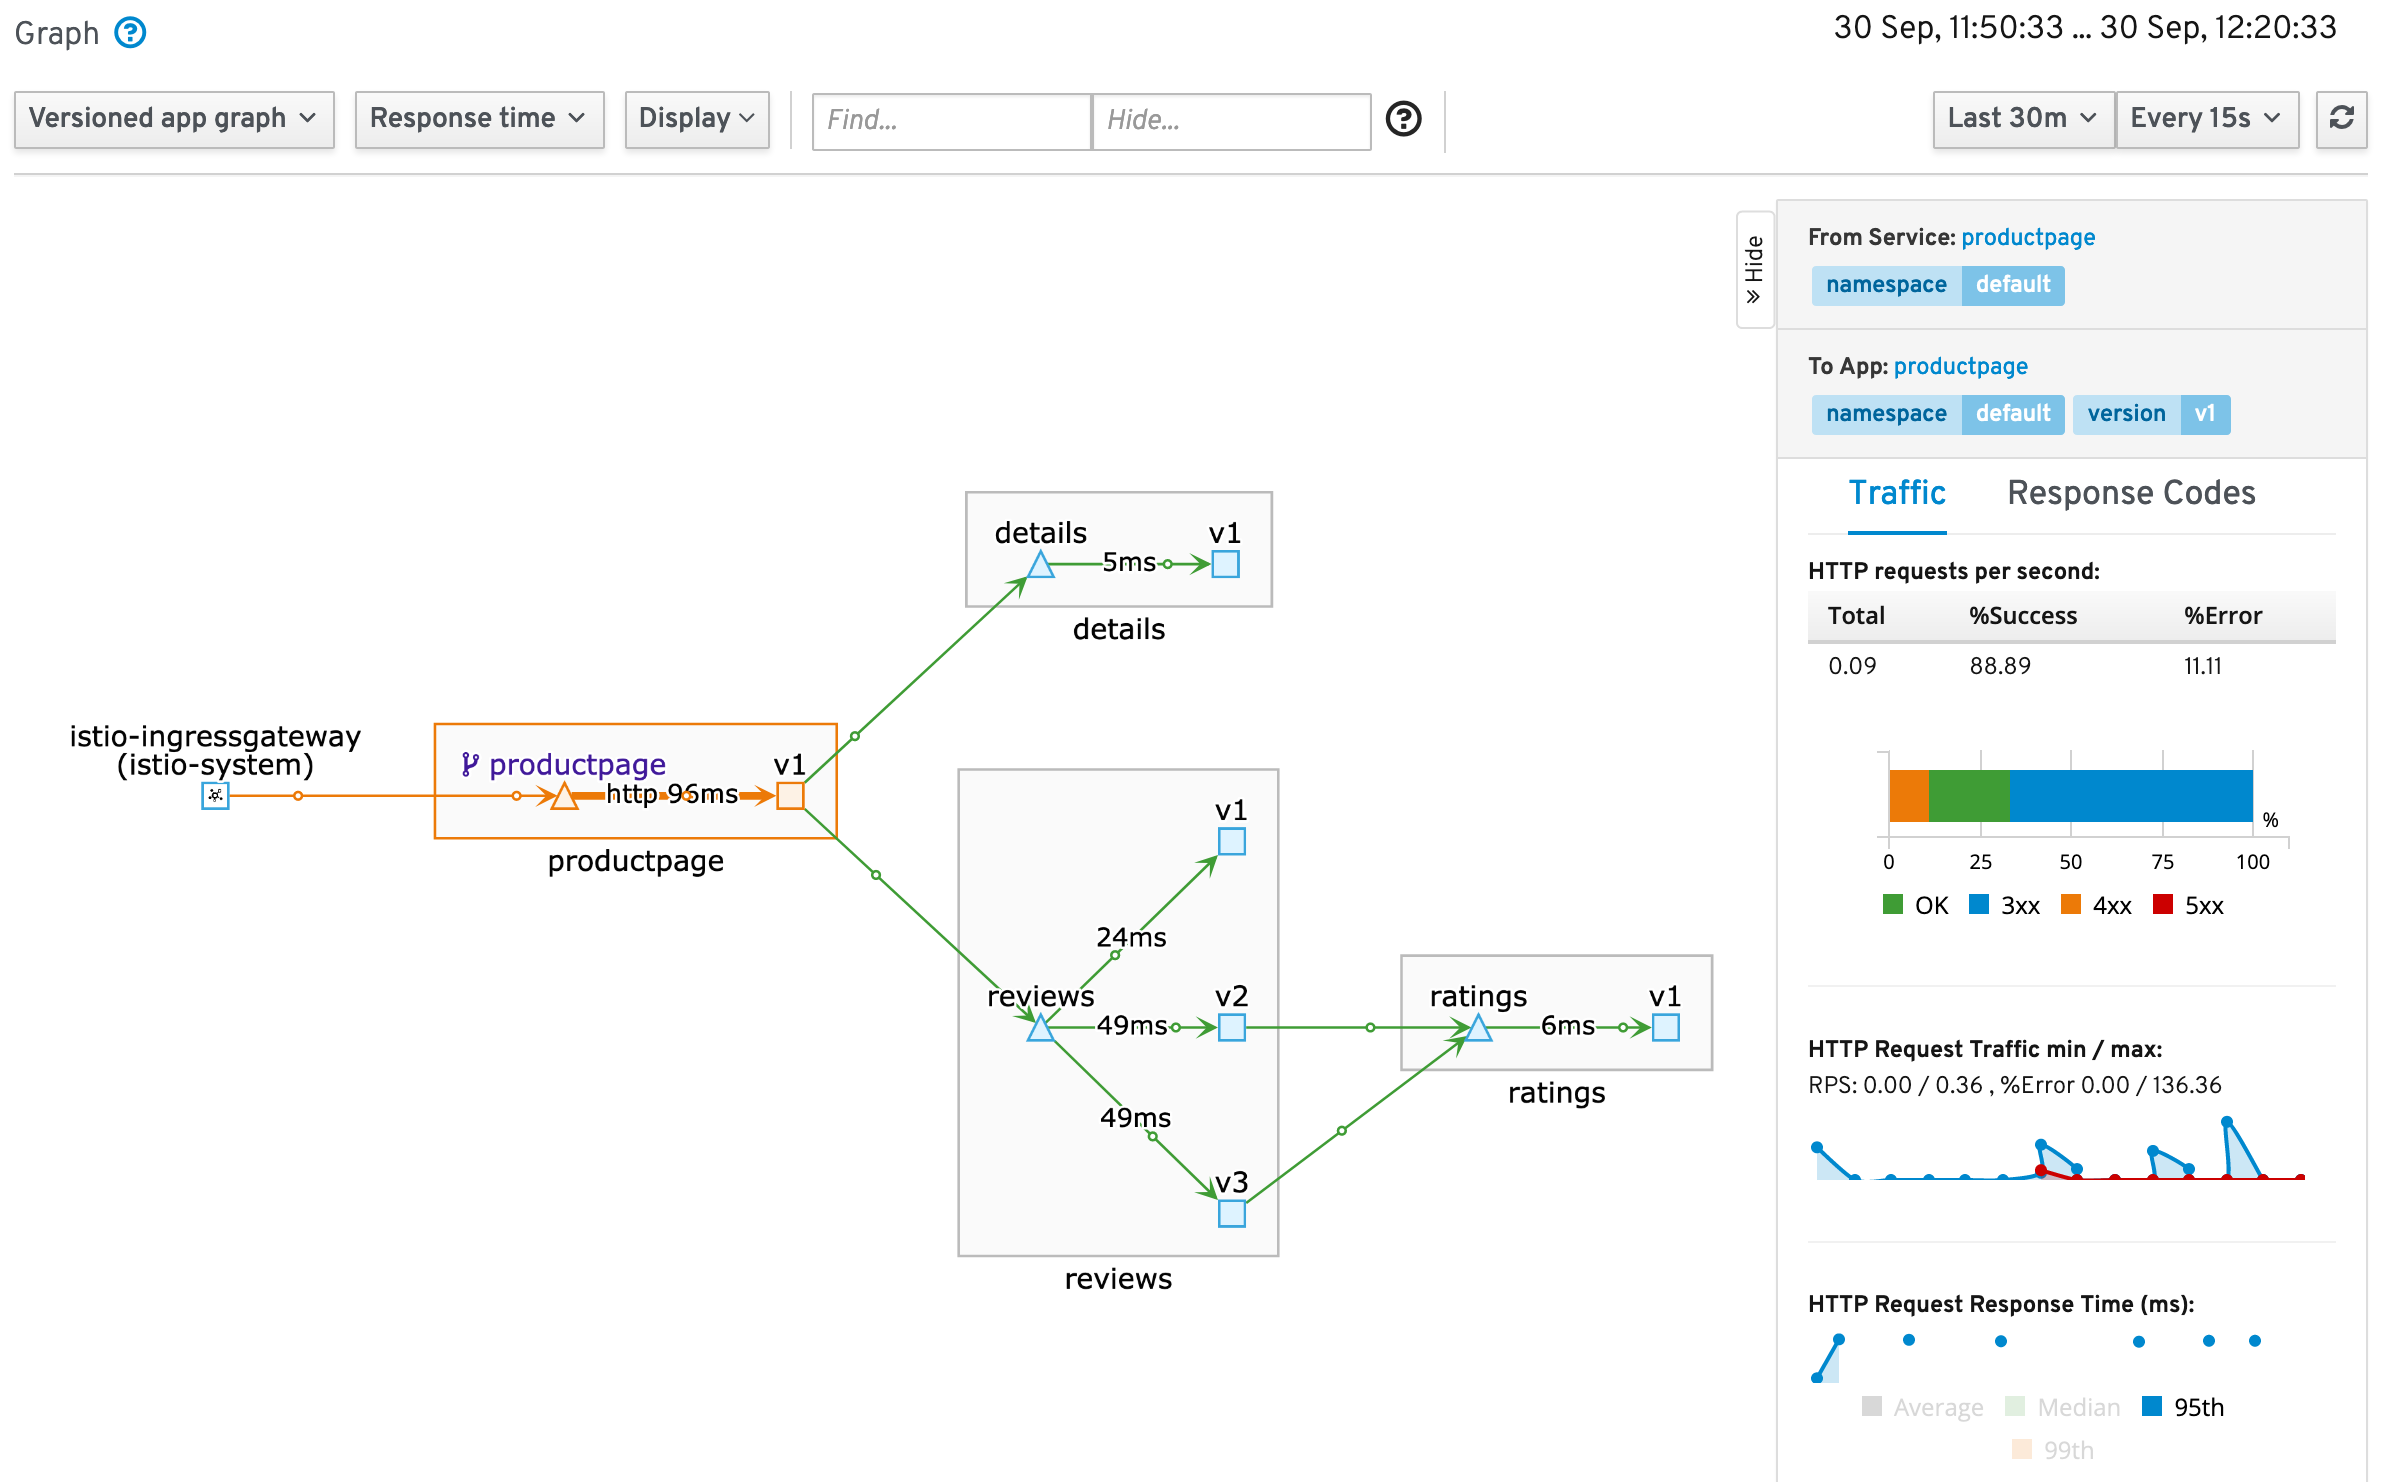 Graph
30 Sep, 11:50:33 ... 30 Sep, 12:20:33
Versioned app graph
Response time
Display
Find...
Hide...
Last 30m
Every 15s
Hide
From Service: productpage
namespace default
To App: productpage
namespace default version v1
Traffic
Response Codes
HTTP requests per second:
Total %Success %Error
0.09 88.89 11.11
%
0 25 50 75 100
OK 3xx 4xx 5xx
HTTP Request Traffic min / max:
RPS: 0.00 / 0.36 , %Error 0.00 / 136.36
HTTP Request Response Time (ms):
Average Median 95th
99th
details v1
5ms
details
istio-ingressgateway
(istio-system)
productpage v1
http 96ms
productpage
v1
24ms
reviews v2
49ms
49ms
v3
reviews
ratings v1
6ms
ratings